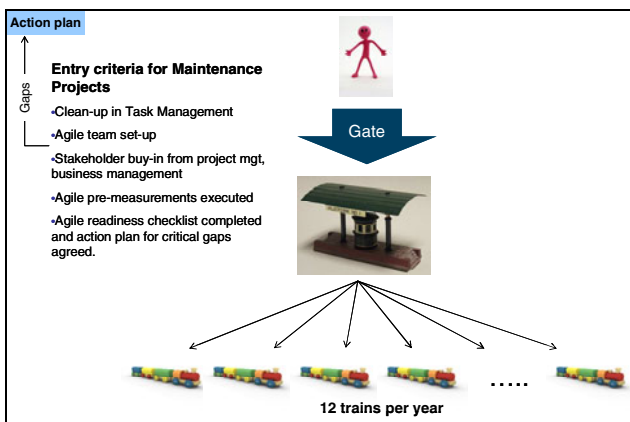 Action plan
Gaps
Entry criteria for Maintenance
Projects
•Clean-up in Task Management
•Agile team set-up
•Stakeholder buy-in from project mgt,
business management
•Agile pre-measurements executed
•Agile readiness checklist completed
and action plan for critical gaps
agreed.
Gate
.....
12 trains per year